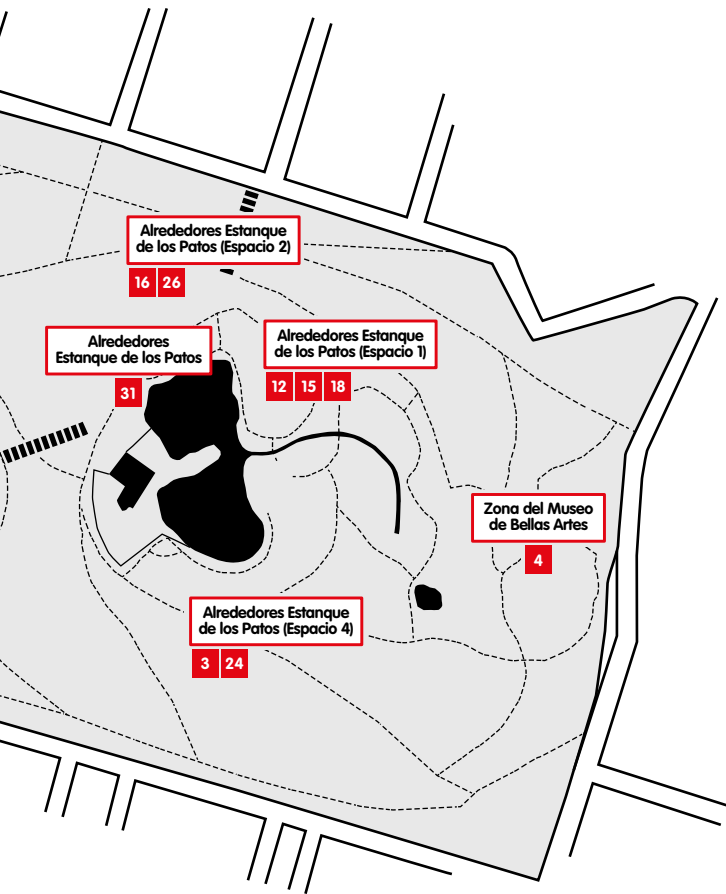 Alrededores Estanque
de los Patos (Espacio 2)
16 26
Alrededores
Estanque de los Patos
31
Alrededores Estanque
de los Patos (Espacio 1)
12 15 18
Zona del Museo
de Bellas Artes
4
Alrededores Estanque
de los Patos (Espacio 4)
3 24